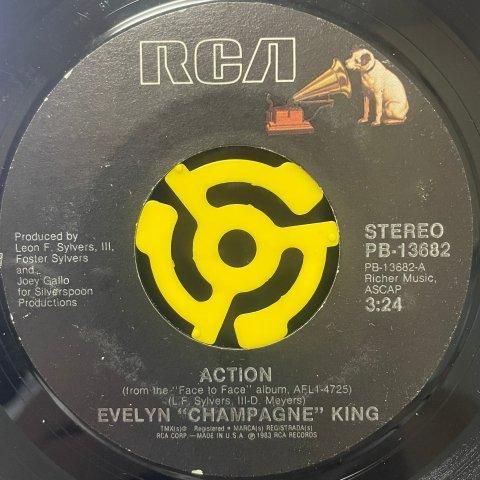 RCA
Produced by
Leon F. Sylvers, III,
Foster Sylvers
and
Joey Gallo
for Silverspoon
Productions
STEREO
PB-13682
PB-13682-A
Richer Music,
ASCAP
3:24
ACTION
(from the "Face to Face" album, AFL1-4725)
(L.F. Sylvers, III-D. Meyers)
EVELYN "CHAMPAGNE" KING
TMK(s)® Registered • MARCA(s) REGISTRADA(s)
RCA CORP.—MADE IN U.S.A. ℗ 1983 RCA RECORDS